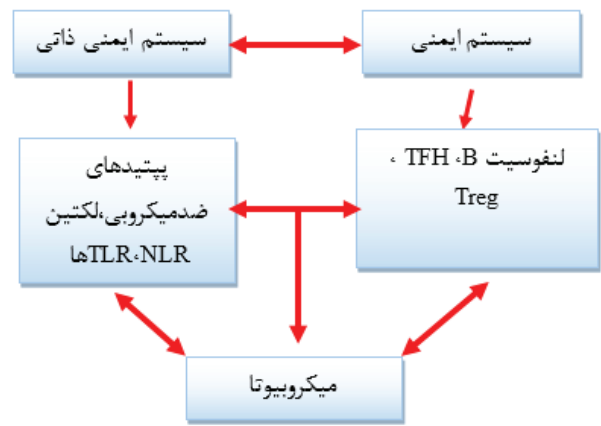 سیستم ایمنی
سیستم ایمنی ذاتی
لنفوسیت B، TFH ،
Treg
پپتیدهای
ضدمیکروبی،لکتین
TLR،NLRها
میکروبیوتا